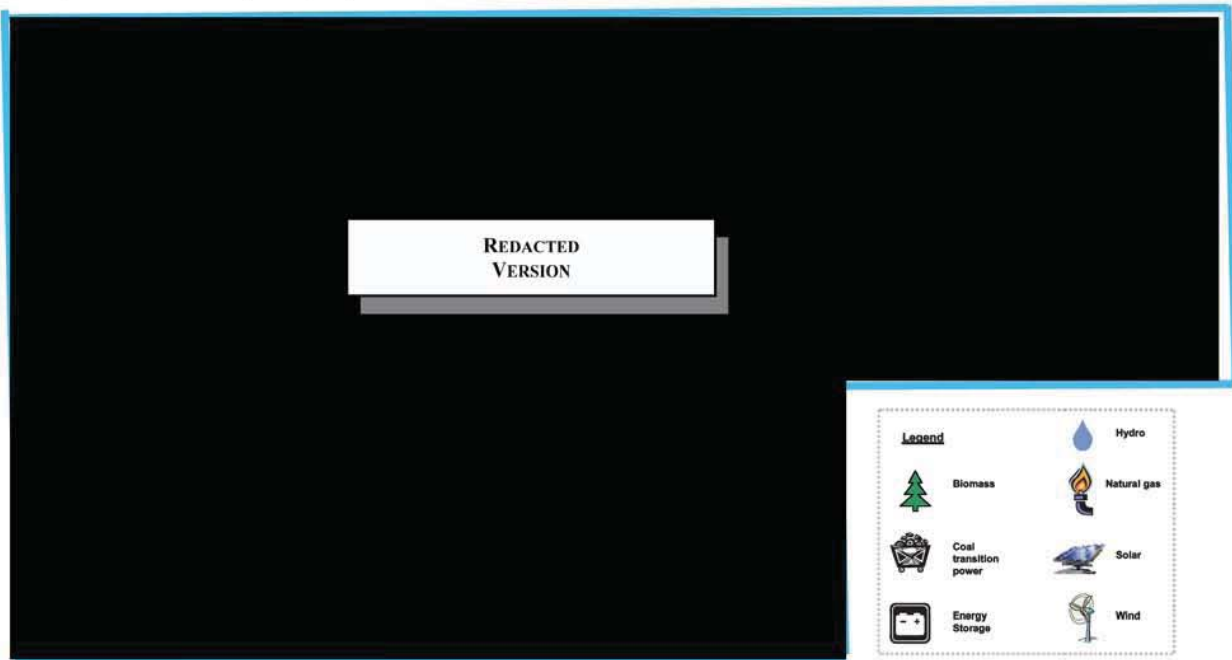 REDACTED
VERSION
Legend
Hydro
Biomass
Natural gas
Coal
transition
power
Solar
Energy
Storage
Wind